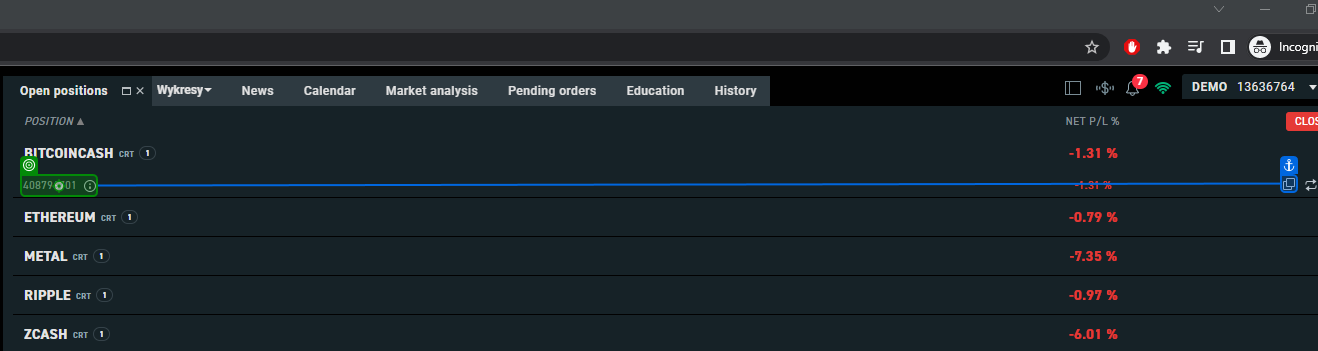 Incogni
Open positions Wykresy News Calendar Market analysis Pending orders Education History 7 DEMO 13636764
POSITION NET P/L % CLOS
BITCOINCASH CRT 1 -1.31 %
-1.31 %
ETHEREUM CRT 1 -0.79 %
METAL CRT 1 -7.35 %
RIPPLE CRT 1 -0.97 %
ZCASH CRT 1 -6.01 %